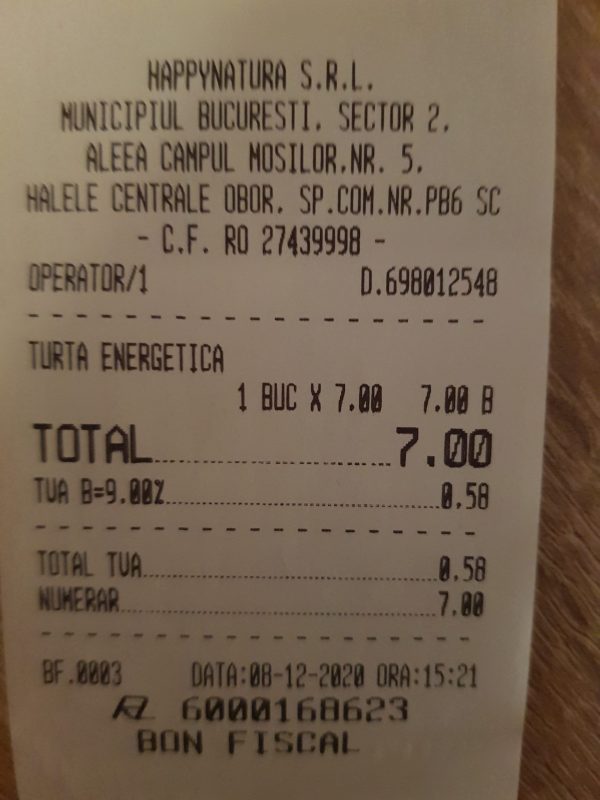 HAPPYNATURA S.R.L.
MUNICIPIUL BUCURESTI, SECTOR 2,
ALEEA CAMPUL MOSILOR,NR. 5,
HALELE CENTRALE OBOR, SP.COM.NR.PB6 SC
- C.F. RO 27439998 -
OPERATOR/1 D.698012548
TURTA ENERGETICA
1 BUC X 7.00 7.00 B
TOTAL 7.00
TVA B=9.00% 0.58
TOTAL TVA 0.58
NUMERAR 7.00
BF.0003 DATA:08-12-2020 ORA:15:21
6000168623
BON FISCAL